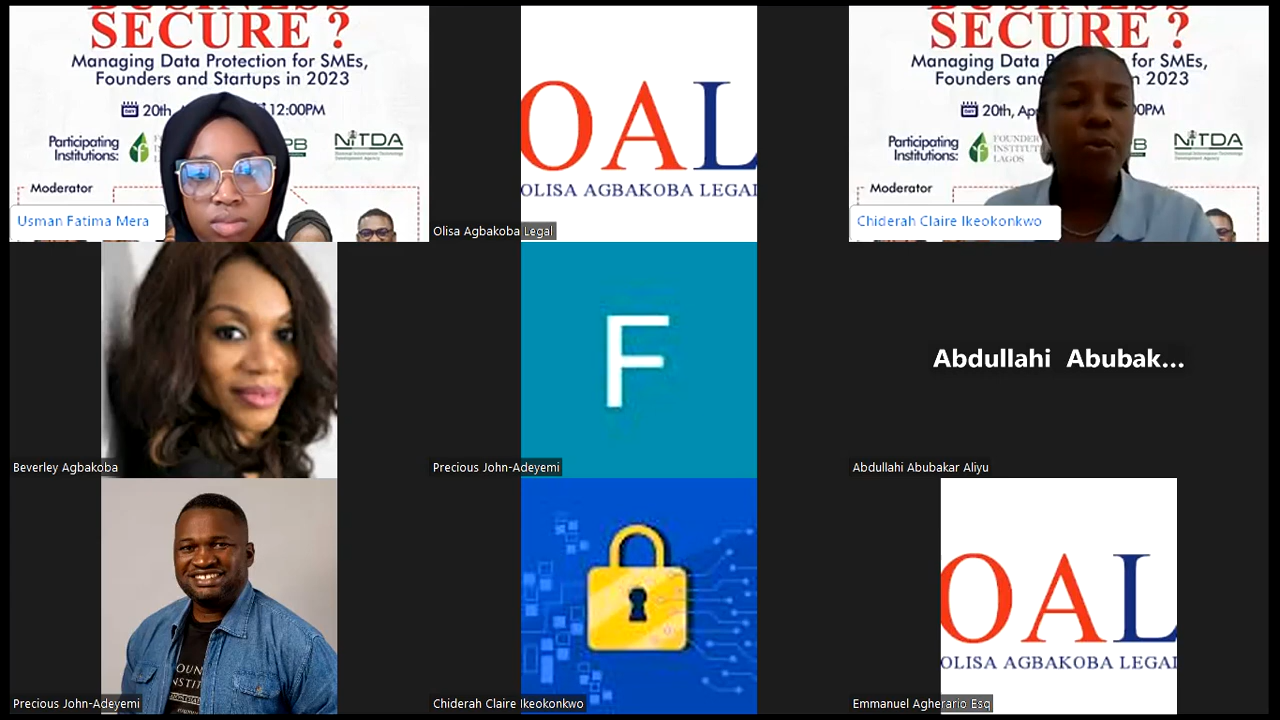 SECURE ?
Managing Data Protection for SMEs,
Founders and Startups in 2023
20th, 12:00PM
Participating
Institutions:
NITDA
Moderator
Usman Fatima Mera
OAL
OLISA AGBAKOBA LEGAL
Olisa Agbakoba Legal
SECURE ?
Managing Data for SMEs,
Founders in 2023
20th, Apr PM
Participating
Institutions:
FOUNDER
INSTITUTE
LAGOS
NITDA
Moderator
Chiderah Claire Ikeokonkwo
Beverley Agbakoba
F
Precious John-Adeyemi
Abdullahi Abubak...
Abdullahi Abubakar Aliyu
Precious John-Adeyemi
Chiderah Claire Ikeokonkwo
OAL
OLISA AGBAKOBA LEGAL
Emmanuel Agherario Esq